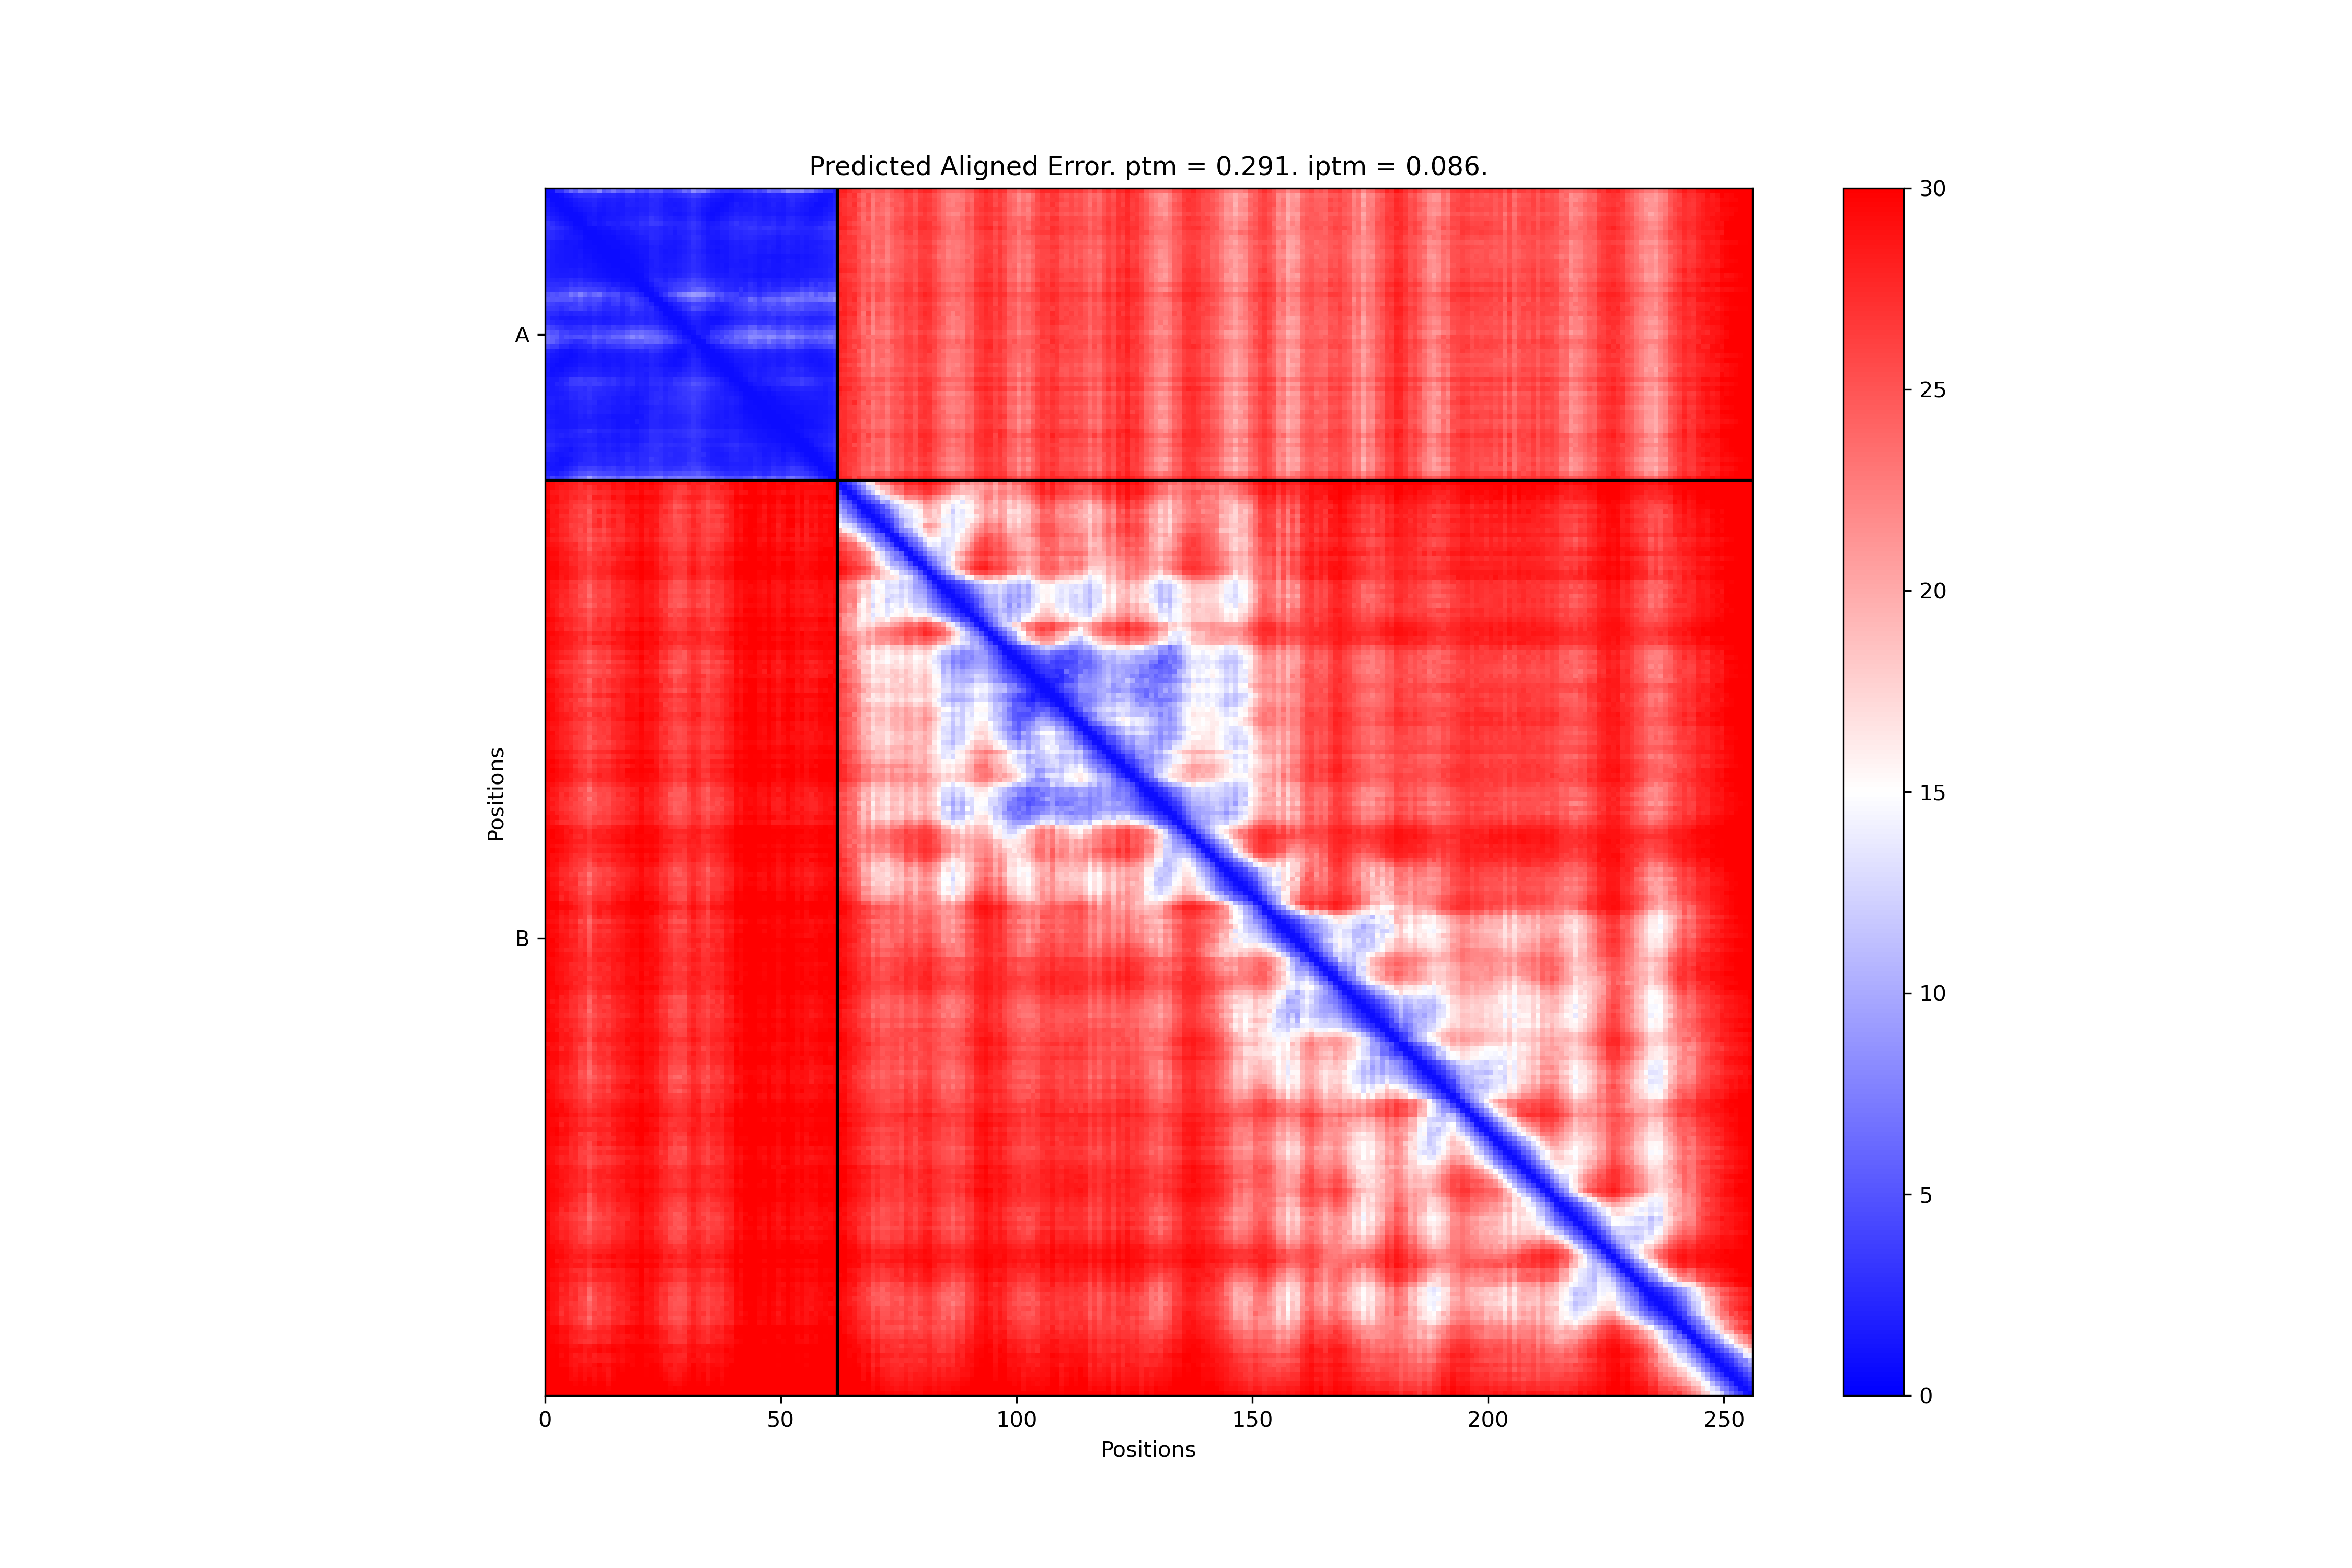 Predicted Aligned Error. ptm = 0.291. iptm = 0.086.
A
B
Positions
0 50 100 150 200 250
Positions
30
25
20
15
10
5
0